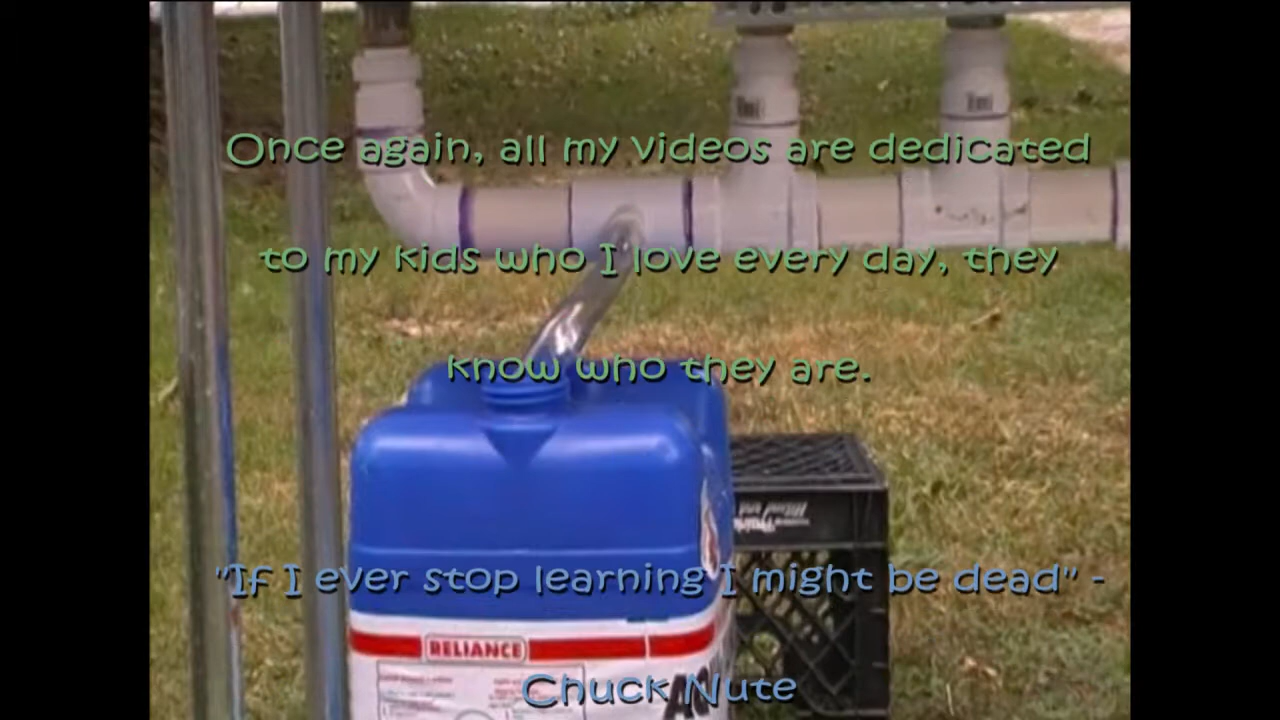 Once again, all my videos are dedicated
to my kids who I love every day, they
know who they are.
"If I ever stop learning I might be dead" -
RELIANCE
Chuck Nute